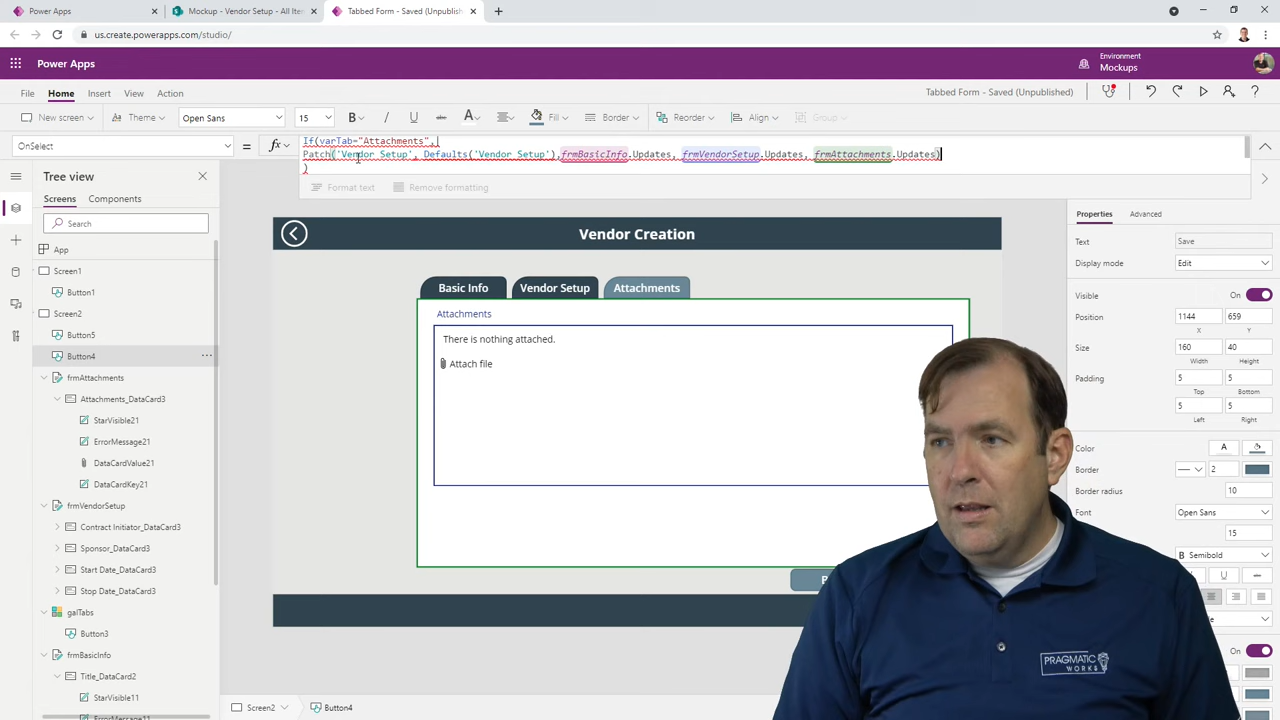 Power Apps
Mockup - Vendor Setup - All Ite
Tabbed Form - Saved (Unpublish
us.create.powerapps.com/studio/
Power Apps
Environment
Mockups
File Home Insert View Action
Tabbed Form - Saved (Unpublished)
New screen Theme Open Sans 15 B Fill Border Reorder Align Group
OnSelect = fx If(varTab="Attachments",
Patch('Vendor Setup', Defaults('Vendor Setup'),frmBasicInfo.Updates, frmVendorSetup.Updates, frmAttachments.Updates)
)
Format text Remove formatting
Tree view
Screens Components
Search
App
Screen1
Button1
Screen2
Button5
Button4
frmAttachments
Attachments_DataCard3
StarVisible21
ErrorMessage21
DataCardValue21
DataCardKey21
frmVendorSetup
Contract Initiator_DataCard3
Sponsor_DataCard3
Start Date_DataCard3
Stop Date_DataCard3
galTabs
Button3
frmBasicInfo
Title_DataCard2
StarVisible11
ErrorMessage11
Vendor Creation
Basic Info Vendor Setup Attachments
Attachments
There is nothing attached.
Attach file
Properties Advanced
Text Save
Display mode Edit
Visible On
Position 1144 659
X Y
Size 160 40
Width Height
Padding 5 5
Top Bottom
5 5
Left Right
Color A
Border 2
Border radius 10
Font Open Sans
15
B Semibold
On
PRAGMATIC
WORKS
Screen2 Button4